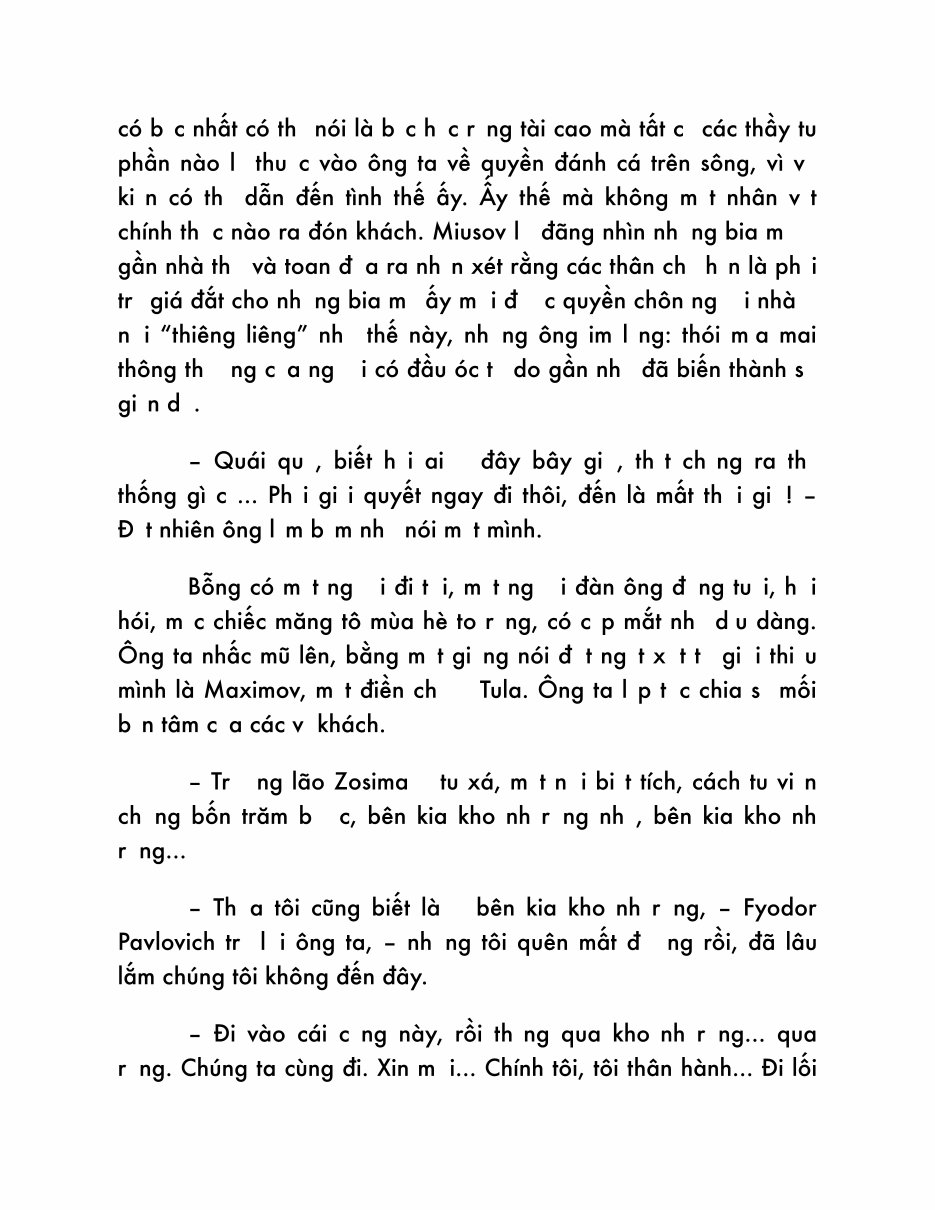 có b c nhất có th nói là b c h c r ng tài cao mà tất c các thầy tu
phần nào l thu c vào ông ta về quyền đánh cá trên sông, vì v
ki n có th dẫn đến tình thế ấy. Ấy thế mà không m t nhân v t
chính th c nào ra đón khách. Miusov l đãng nhìn nh ng bia m
gần nhà th và toan đ a ra nh n xét rằng các thân ch h n là ph i
tr giá đắt cho nh ng bia m ấy m i đ c quyền chôn ng i nhà
n i “thiêng liêng” nh thế này, nh ng ông im l ng: thói m a mai
thông th ng c a ng i có đầu óc t do gần nh đã biến thành s
gi n d .
– Quái qu , biết h i ai đây bây gi , th t ch ng ra th
thống gì c ... Ph i gi i quyết ngay đi thôi, đến là mất th i gi ! –
Đ t nhiên ông l m b m nh nói m t mình.
Bỗng có m t ng i đi t i, m t ng i đàn ông đ ng tu i, h i
hói, m c chiếc măng tô mùa hè to r ng, có c p mắt nh d u dàng.
Ông ta nhấc mũ lên, bằng m t gi ng nói đ t ng t x t t gi i thi u
mình là Maximov, m t điền ch Tula. Ông ta l p t c chia s mối
b n tâm c a các v khách.
– Tr ng lão Zosima tu xá, m t n i bi t tích, cách tu vi n
ch ng bốn trăm b c, bên kia kho nh r ng nh , bên kia kho nh
r ng...
– Th a tôi cũng biết là bên kia kho nh r ng, – Fyodor
Pavlovich tr l i ông ta, – nh ng tôi quên mất đ ng rồi, đã lâu
lắm chúng tôi không đến đây.
– Đi vào cái c ng này, rồi th ng qua kho nh r ng... qua
r ng. Chúng ta cùng đi. Xin m i... Chính tôi, tôi thân hành... Đi lối